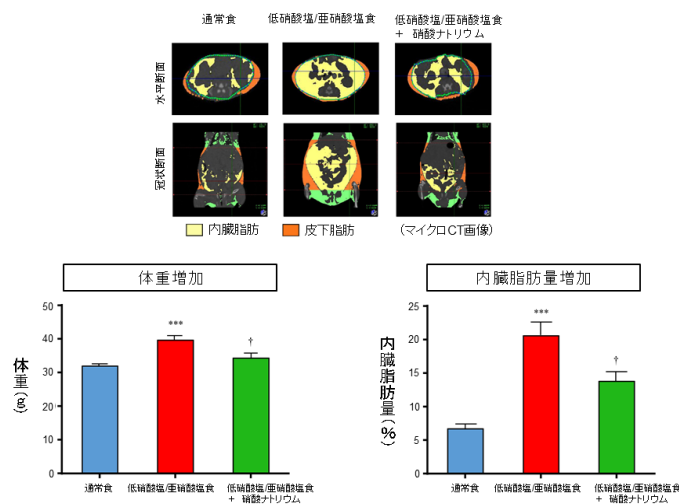 通常食
低硝酸塩/亜硝酸塩食
低硝酸塩/亜硝酸塩食
+ 硝酸ナトリウム
水平断面
冠状断面
内臓脂肪
皮下脂肪
(マイクロCT画像)
体重増加
体重(g)
50
40
30
20
10
0
***
†
通常食
低硝酸塩/亜硝酸塩食
低硝酸塩/亜硝酸塩食
+ 硝酸ナトリウム
内臓脂肪量増加
内臓脂肪量(%)
25
20
15
10
5
0
***
†
通常食
低硝酸塩/亜硝酸塩食
低硝酸塩/亜硝酸塩食
+ 硝酸ナトリウム